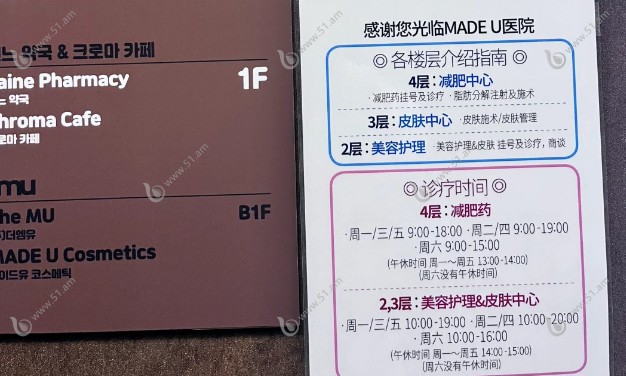 약국 & 크로마 카페
aine Pharmacy
1F
약국
hroma Cafe
로마 카페
mu
he MU
B1F
더엠유
MADE U Cosmetics
이드유 코스메틱
感谢您光临MADE U医院
◎ 各楼层介绍指南 ◎
4层 : 减肥中心
· 减肥药挂号及诊疗 · 脂肪分解注射及施术
3层 : 皮肤中心 · 皮肤施术/皮肤管理
2层 : 美容护理 · 美容护理&皮肤 挂号及诊疗, 商谈
◎ 诊疗时间 ◎
4层 : 减肥药
· 周一/三/五 9:00-18:00 · 周二/四 9:00-19:00
· 周六 9:00-15:00
(午休时间 周一~周五 13:00-14:00)
(周六没有午休时间)
2,3层 : 美容护理&皮肤中心
· 周一/三/五 10:00-19:00 · 周二/四 10:00-20:00
· 周六 10:00-16:00
(午休时间 周一~周五 14:00-15:00)
(周六没有午休时间)
www.51.am